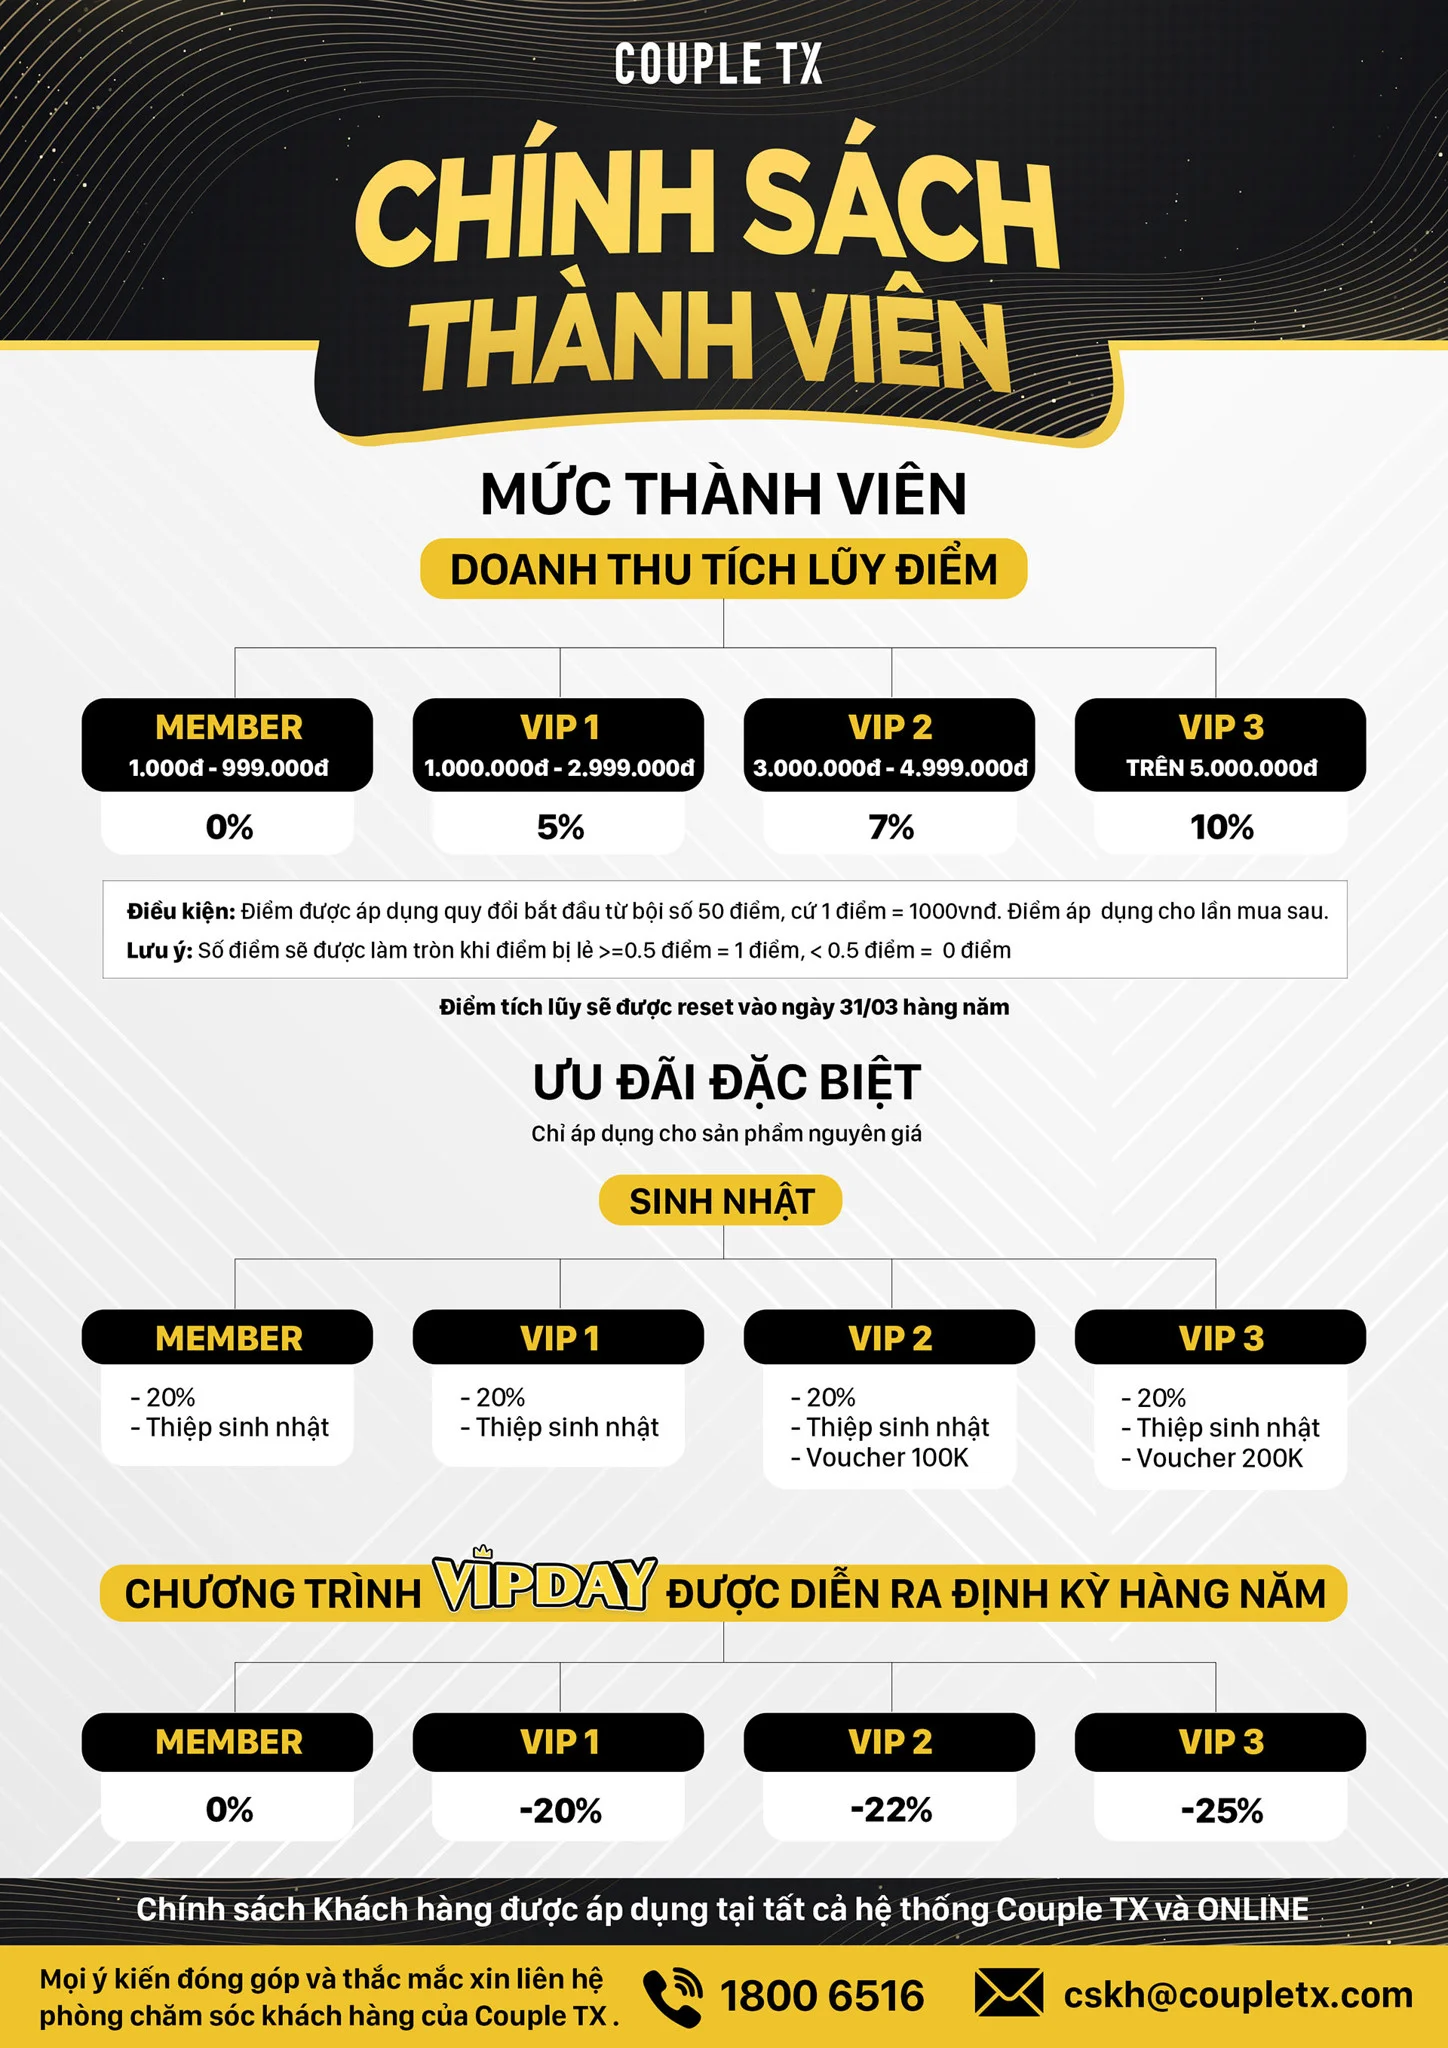 COUPLE TX
CHÍNH SÁCH
THÀNH VIÊN
MỨC THÀNH VIÊN
DOANH THU TÍCH LŨY ĐIỂM
MEMBER
1.000đ - 999.000đ
0%
VIP 1
1.000.000đ - 2.999.000đ
5%
VIP 2
3.000.000đ - 4.999.000đ
7%
VIP 3
TRÊN 5.000.000đ
10%
Điều kiện: Điểm được áp dụng quy đổi bắt đầu từ bội số 50 điểm, cứ 1 điểm = 1000vnđ. Điểm áp dụng cho lần mua sau.
Lưu ý: Số điểm sẽ được làm tròn khi điểm bị lẻ >=0.5 điểm = 1 điểm, < 0.5 điểm = 0 điểm
Điểm tích lũy sẽ được reset vào ngày 31/03 hàng năm
ƯU ĐÃI ĐẶC BIỆT
Chỉ áp dụng cho sản phẩm nguyên giá
SINH NHẬT
MEMBER
- 20%
- Thiệp sinh nhật
VIP 1
- 20%
- Thiệp sinh nhật
VIP 2
- 20%
- Thiệp sinh nhật
- Voucher 100K
VIP 3
- 20%
- Thiệp sinh nhật
- Voucher 200K
CHƯƠNG TRÌNH VIPDAY ĐƯỢC DIỄN RA ĐỊNH KỲ HÀNG NĂM
MEMBER
0%
VIP 1
-20%
VIP 2
-22%
VIP 3
-25%
Chính sách Khách hàng được áp dụng tại tất cả hệ thống Couple TX và ONLINE
Mọi ý kiến đóng góp và thắc mắc xin liên hệ
phòng chăm sóc khách hàng của Couple TX .
1800 6516
cskh@coupletx.com